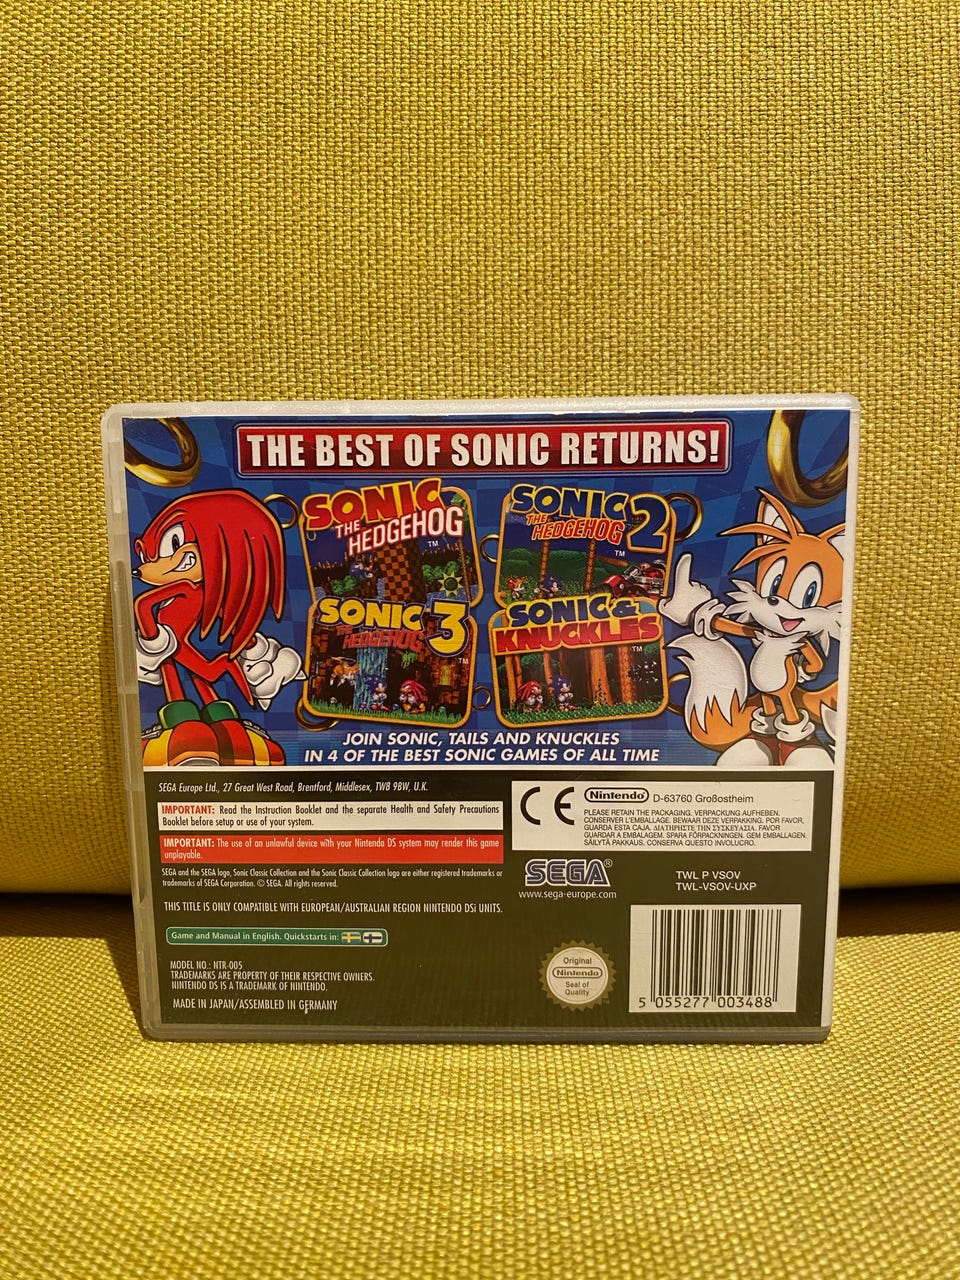 THE BEST OF SONIC RETURNS!
SONIC
THE
HEDGEHOG
TM
SONIC 2
THE
HEDGEHOG
TM
SONIC 3
THE
HEDGEHOG
TM
SONIC &
KNUCKLES
TM
JOIN SONIC, TAILS AND KNUCKLES
IN 4 OF THE BEST SONIC GAMES OF ALL TIME
SEGA Europe Ltd., 27 Great West Road, Brentford, Middlesex, TW8 9BW, U.K.
IMPORTANT: Read the Instruction Booklet and the separate Health and Safety Precautions
Booklet before setup or use of your system.
IMPORTANT: The use of an unlawful device with your Nintendo DS system may render this game
unplayable.
SEGA and the SEGA logo, Sonic Classic Collection and the Sonic Classic Collection logo are either registered trademarks or
trademarks of SEGA Corporation. © SEGA. All rights reserved.
THIS TITLE IS ONLY COMPATIBLE WITH EUROPEAN/AUSTRALIAN REGION NINTENDO DSi UNITS.
Game and Manual in English. Quickstarts in:
MODEL NO.: NTR-005
TRADEMARKS ARE PROPERTY OF THEIR RESPECTIVE OWNERS.
NINTENDO DS IS A TRADEMARK OF NINTENDO.
MADE IN JAPAN/ASSEMBLED IN GERMANY
CE
Nintendo D-63760 Großostheim
PLEASE RETAIN THE PACKAGING. VERPACKUNG AUFHEBEN.
CONSERVER L'EMBALLAGE. BEWAAR DEZE VERPAKKING. POR FAVOR,
GUARDA ESTA CAJA. ΔΙΑΤΗΡΗΣΤΕ ΤΗΝ ΣΥΣΚΕΥΑΣΙΑ. FAVOR
GUARDAR A EMBALAGEM. SPARA FÖRPACKNINGEN. GEM EMBALLAGEN.
SÄILYTÄ PAKKAUS. CONSERVA QUESTO INVOLUCRO.
SEGA®
www.sega-europe.com
TWL P VSOV
TWL-VSOV-UXP
Original
Nintendo
Seal of
Quality
TM
5 055277 003488